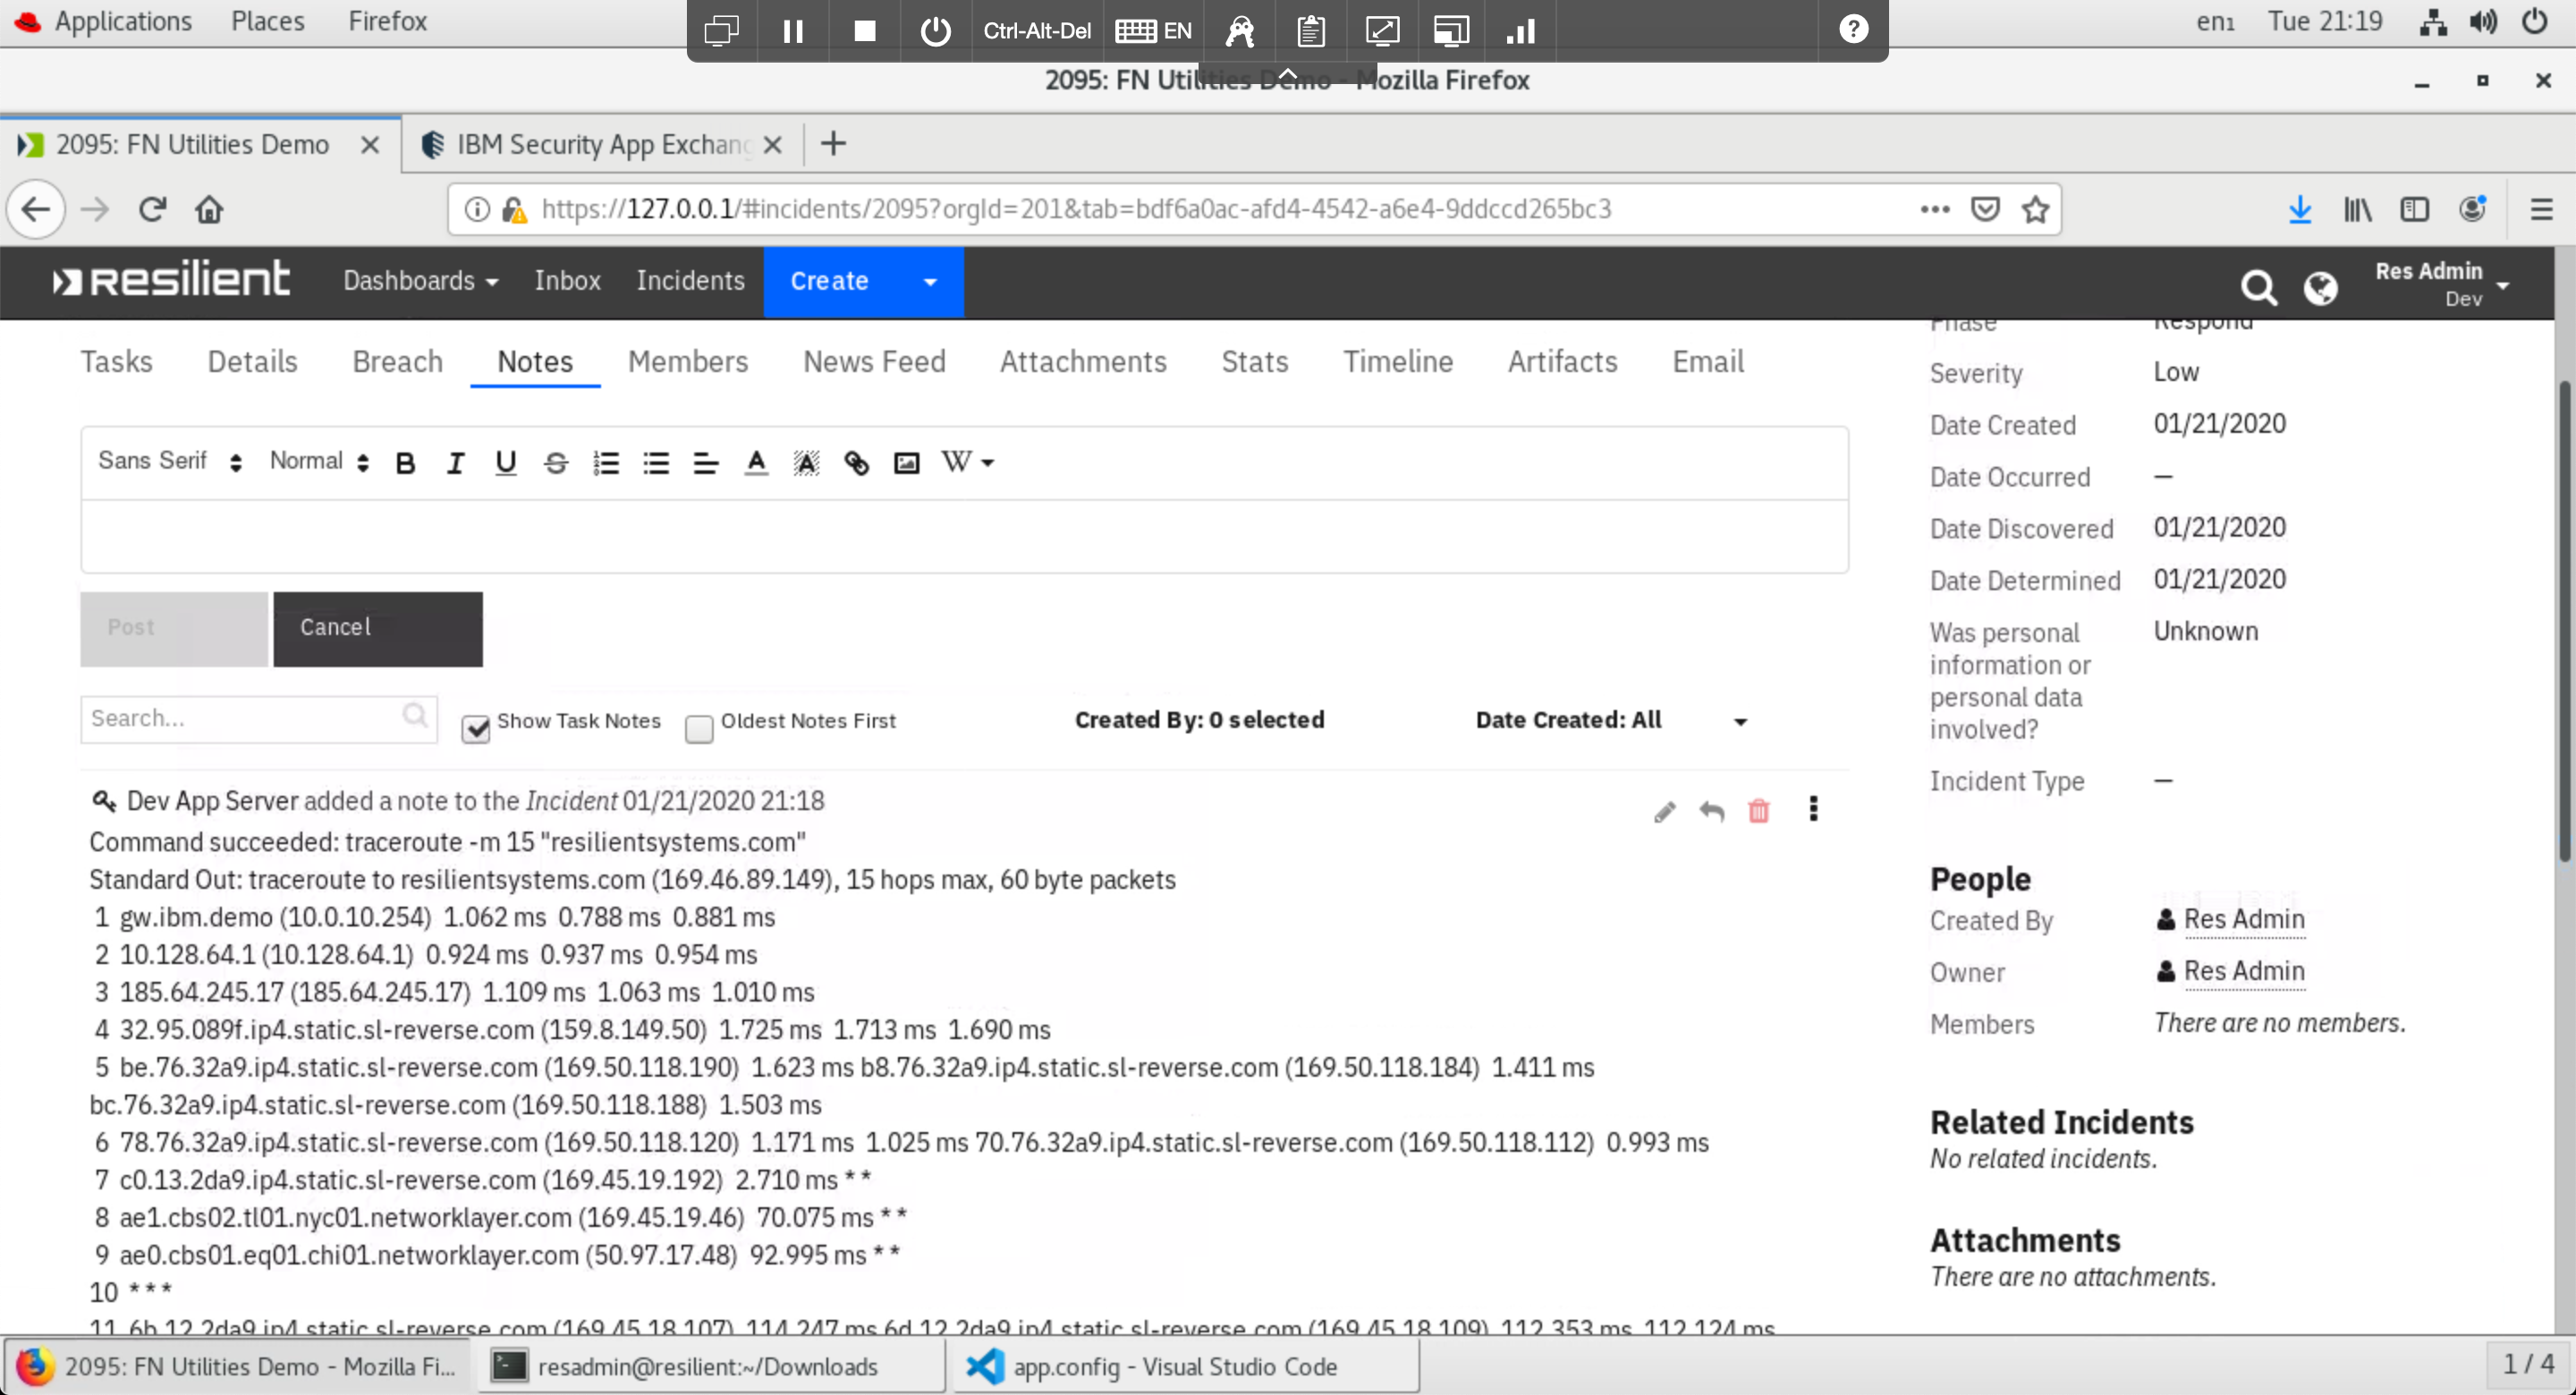 Applications Places Firefox
Ctrl-Alt-Del EN
en1 Tue 21:19
2095: FN Utilities Demo - Mozilla Firefox
2095: FN Utilities Demo
IBM Security App Exchang
https://127.0.0.1/#incidents/2095?orgId=201&tab=bdf6a0ac-afd4-4542-a6e4-9ddccd265bc3
resilient Dashboards Inbox Incidents Create
Res Admin
Dev
Tasks Details Breach Notes Members News Feed Attachments Stats Timeline Artifacts Email
Sans Serif Normal B I U S A A W
Post Cancel
Search...
Show Task Notes
Oldest Notes First
Created By: 0 selected
Date Created: All
Dev App Server added a note to the Incident 01/21/2020 21:18
Command succeeded: traceroute -m 15 "resilientsystems.com"
Standard Out: traceroute to resilientsystems.com (169.46.89.149), 15 hops max, 60 byte packets
1 gw.ibm.demo (10.0.10.254) 1.062 ms 0.788 ms 0.881 ms
2 10.128.64.1 (10.128.64.1) 0.924 ms 0.937 ms 0.954 ms
3 185.64.245.17 (185.64.245.17) 1.109 ms 1.063 ms 1.010 ms
4 32.95.089f.ip4.static.sl-reverse.com (159.8.149.50) 1.725 ms 1.713 ms 1.690 ms
5 be.76.32a9.ip4.static.sl-reverse.com (169.50.118.190) 1.623 ms b8.76.32a9.ip4.static.sl-reverse.com (169.50.118.184) 1.411 ms
bc.76.32a9.ip4.static.sl-reverse.com (169.50.118.188) 1.503 ms
6 78.76.32a9.ip4.static.sl-reverse.com (169.50.118.120) 1.171 ms 1.025 ms 70.76.32a9.ip4.static.sl-reverse.com (169.50.118.112) 0.993 ms
7 c0.13.2da9.ip4.static.sl-reverse.com (169.45.19.192) 2.710 ms * *
8 ae1.cbs02.tl01.nyc01.networklayer.com (169.45.19.46) 70.075 ms * *
9 ae0.cbs01.eq01.chi01.networklayer.com (50.97.17.48) 92.995 ms * *
10 * * *
11 6b.12.2da9.ip4.static.sl-reverse.com (169.45.18.107) 114.247 ms 6d.12.2da9.ip4.static.sl-reverse.com (169.45.18.109) 112.353 ms 112.124 ms
Phase Respond
Severity Low
Date Created 01/21/2020
Date Occurred —
Date Discovered 01/21/2020
Date Determined 01/21/2020
Was personal Unknown
information or
personal data
involved?
Incident Type —
People
Created By Res Admin
Owner Res Admin
Members There are no members.
Related Incidents
No related incidents.
Attachments
There are no attachments.
2095: FN Utilities Demo - Mozilla Fi...
resadmin@resilient:~/Downloads
app.config - Visual Studio Code
1 / 4